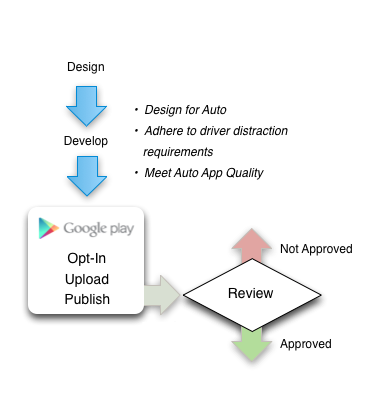 Design
• Design for Auto
• Adhere to driver distraction
requirements
• Meet Auto App Quality
Develop
Google play
Opt-In
Upload
Publish
Not Approved
Review
Approved